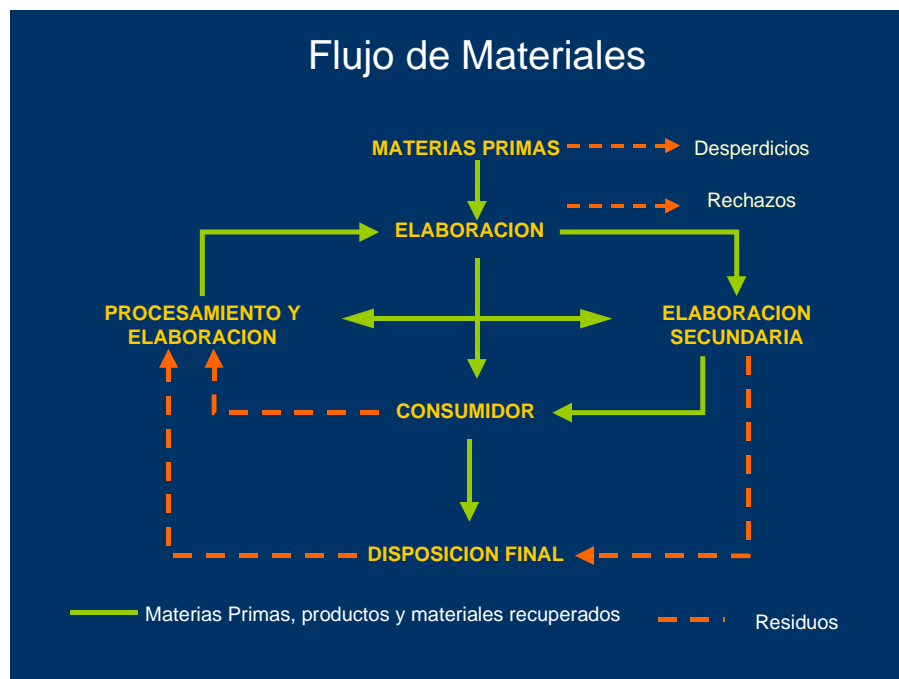 Flujo de Materiales
MATERIAS PRIMAS
Desperdicios
Rechazos
ELABORACION
PROCESAMIENTO Y
ELABORACION
ELABORACION
SECUNDARIA
CONSUMIDOR
DISPOSICION FINAL
Materias Primas, productos y materiales recuperados
Residuos